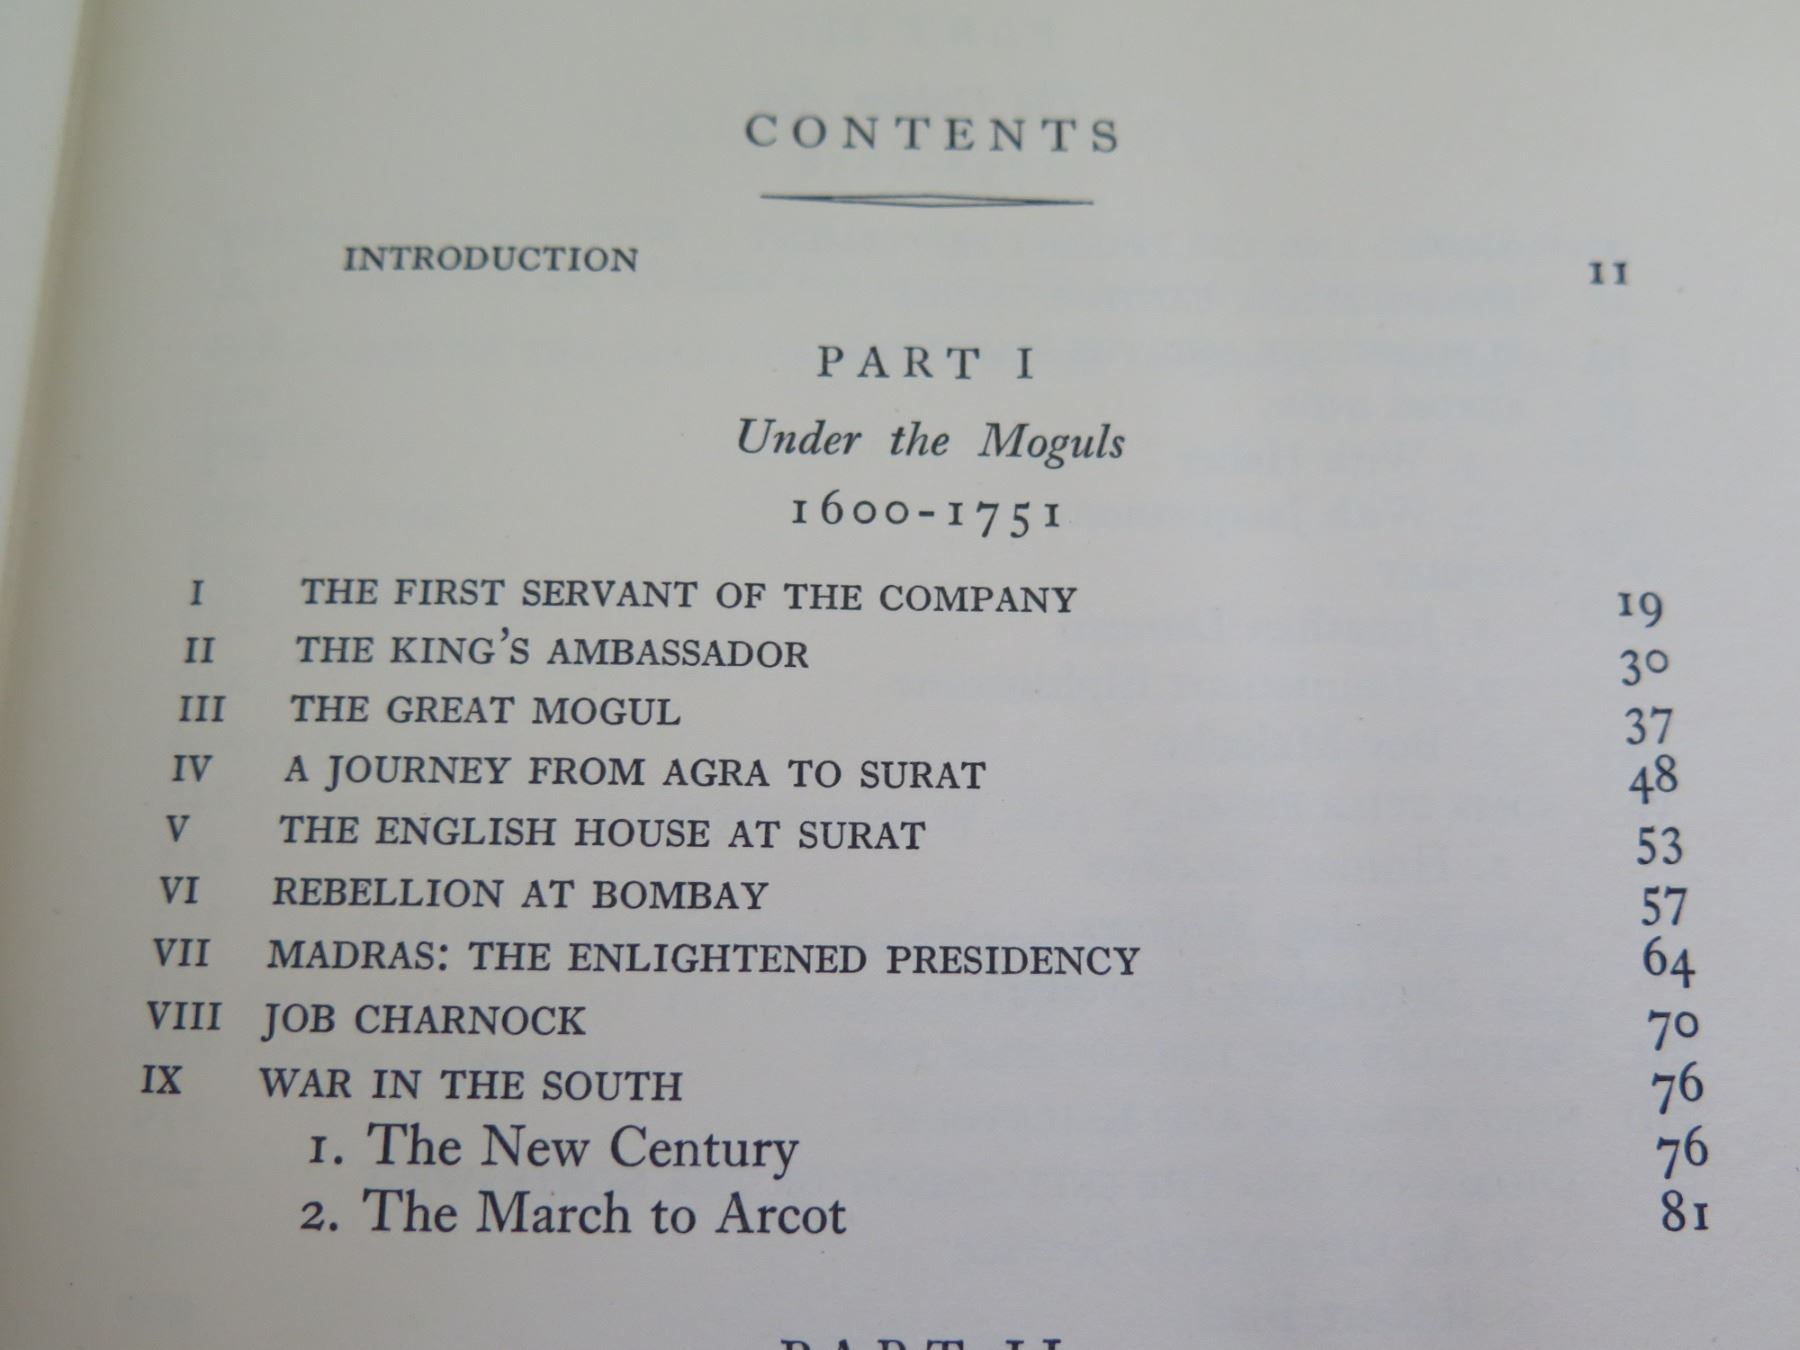 CONTENTS
INTRODUCTION 11
PART I
Under the Moguls
1600-1751
I THE FIRST SERVANT OF THE COMPANY 19
II THE KING'S AMBASSADOR 30
III THE GREAT MOGUL 37
IV A JOURNEY FROM AGRA TO SURAT 48
V THE ENGLISH HOUSE AT SURAT 53
VI REBELLION AT BOMBAY 57
VII MADRAS: THE ENLIGHTENED PRESIDENCY 64
VIII JOB CHARNOCK 70
IX WAR IN THE SOUTH 76
1. The New Century 76
2. The March to Arcot 81
PART II